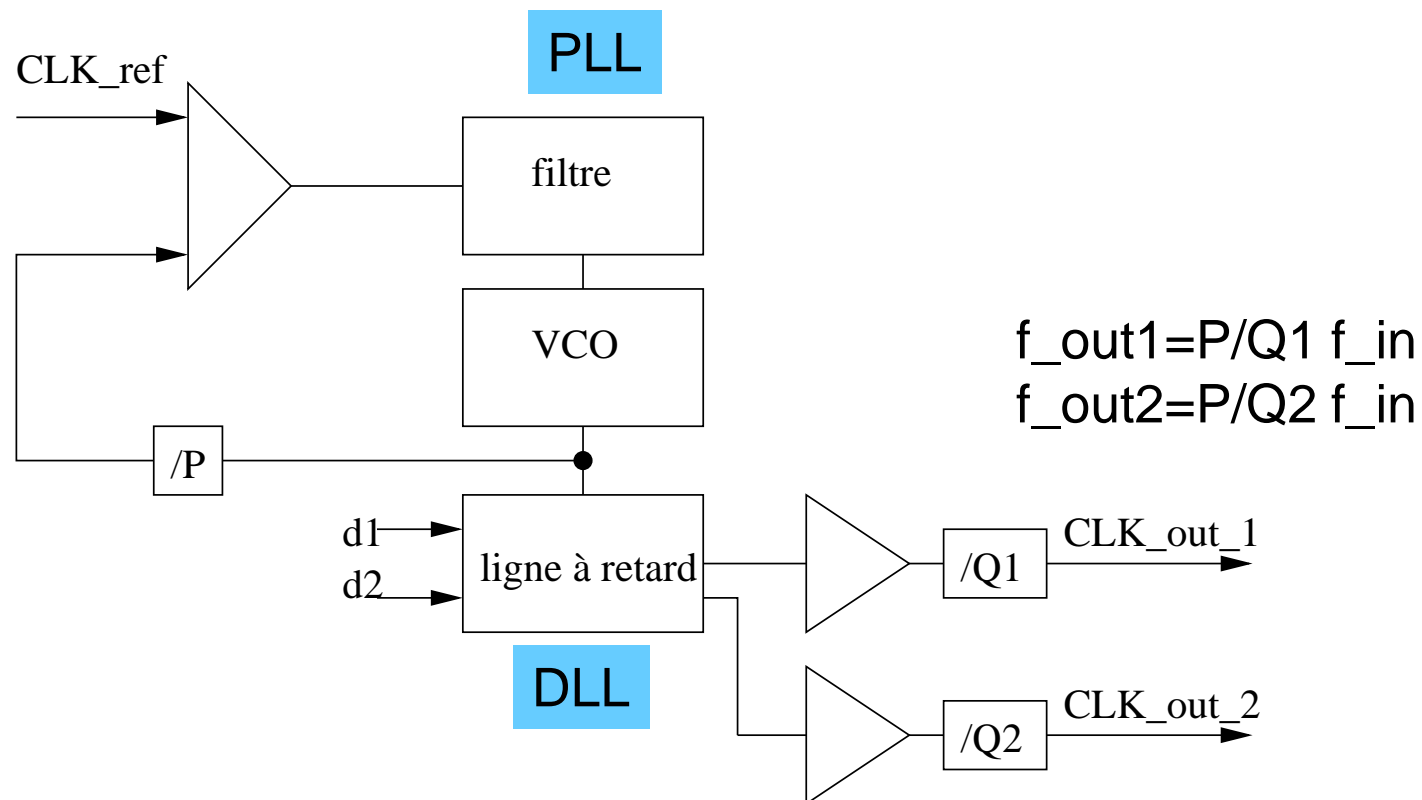 PLL
CLK_ref
filtre
VCO
f_out1=P/Q1 f_in
f_out2=P/Q2 f_in
/P
d1
d2
ligne à retard
/Q1
CLK_out_1
DLL
/Q2
CLK_out_2